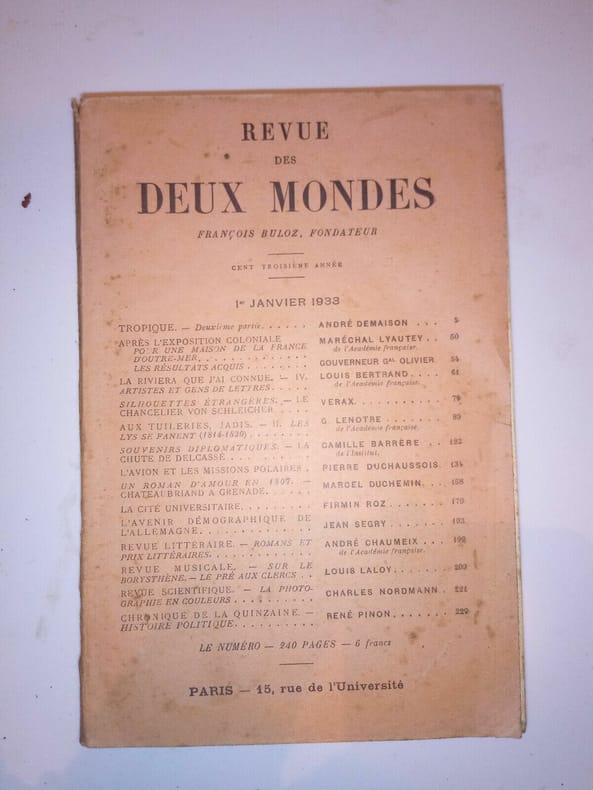 REVUE
DES
DEUX MONDES
FRANÇOIS BULOZ, FONDATEUR
CENT TROISIÈME ANNÉE
1er JANVIER 1933
TROPIQUE. — Deuxième partie. . . . . . ANDRÉ DEMAISON . . . 5
APRÈS L'EXPOSITION COLONIALE MARÉCHAL LYAUTEY . . 50
POUR UNE MAISON DE LA FRANCE de l'Académie française.
D'OUTRE-MER. . . . . . . . . . . .
LES RÉSULTATS ACQUIS . . . . . . . GOUVERNEUR Gal OLIVIER 54
LA RIVIERA QUE J'AI CONNUE. — IV. LOUIS BERTRAND. . . . 61
ARTISTES ET GENS DE LETTRES. . . . de l'Académie française.
SILHOUETTES ÉTRANGÈRES. — LE VERAX. . . . . . . . . 79
CHANCELIER VON SCHLEICHER . . . .
AUX TUILERIES, JADIS. — II. LES G. LENOTRE . . . . . . . 89
LYS SE FANENT (1814-1830) . . . . . . de l'Académie française.
SOUVENIRS DIPLOMATIQUES. — LA CAMILLE BARRÈRE . .
CHUTE DE DELCASSÉ . . . . . . . . de l'Institut.
L'AVION ET LES MISSIONS POLAIRES . PIERRE DUCHAUSSOIS
UN ROMAN D'AMOUR EN 1807. — MARCEL DUCHEMIN. . . 158
CHATEAUBRIAND A GRENADE. . . . .
LA CITÉ UNIVERSITAIRE. . . . . . . . FIRMIN ROZ. . . . . . .
L'AVENIR DÉMOGRAPHIQUE DE JEAN SEGRY . . . . . . 193
L'ALLEMAGNE. . . . . . . . . . . .
REVUE LITTÉRAIRE. — ROMANS ET ANDRÉ CHAUMEIX . . . 199
PRIX LITTÉRAIRES. . . . . . . . . . . de l'Académie française.
REVUE MUSICALE. — SUR LE LOUIS LALOY. . . . . . . 209
BORYSTHÈNE. — LE PRÉ AUX CLERCS . .
REVUE SCIENTIFIQUE. — LA PHOTO- CHARLES NORDMANN . 221
GRAPHIE EN COULEURS . . . . . . . . .
CHRONIQUE DE LA QUINZAINE. — RENÉ PINON. . . . . . . 229
HISTOIRE POLITIQUE. . . . . . . . .
LE NUMÉRO — 240 PAGES — 6 francs
PARIS — 15, rue de l'Université